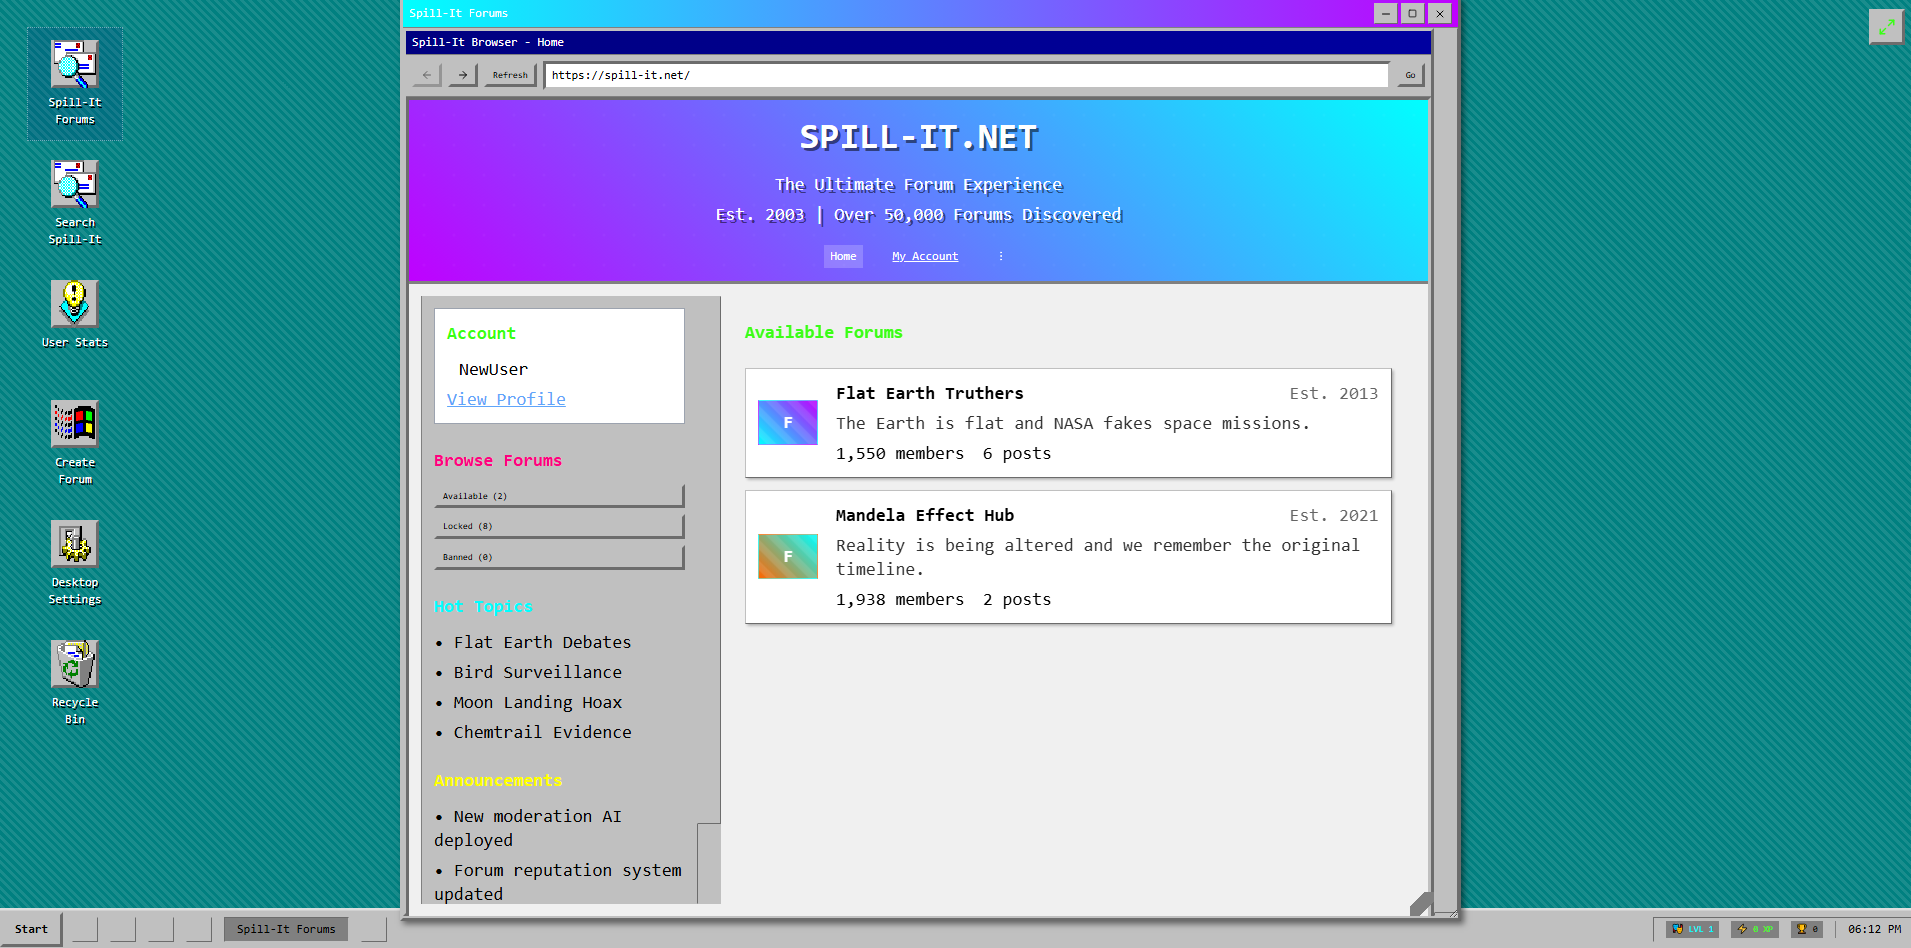 Spill-It Forums
Spill-It Browser - Home
Refresh
https://spill-it.net/
Go
SPILL-IT.NET
The Ultimate Forum Experience
Est. 2003 | Over 50,000 Forums Discovered
Home
My Account
Spill-It
Forums
Search
Spill-It
User Stats
Create
Forum
Desktop
Settings
Recycle
Bin
Account
NewUser
View Profile
Browse Forums
Available (2)
Locked (8)
Banned (0)
Hot Topics
• Flat Earth Debates
• Bird Surveillance
• Moon Landing Hoax
• Chemtrail Evidence
Announcements
• New moderation AI
deployed
• Forum reputation system
updated
Available Forums
F
Flat Earth Truthers
Est. 2013
The Earth is flat and NASA fakes space missions.
1,550 members 6 posts
F
Mandela Effect Hub
Est. 2021
Reality is being altered and we remember the original
timeline.
1,938 members 2 posts
Start
Spill-It Forums
LVL 1
0 XP
0
06:12 PM